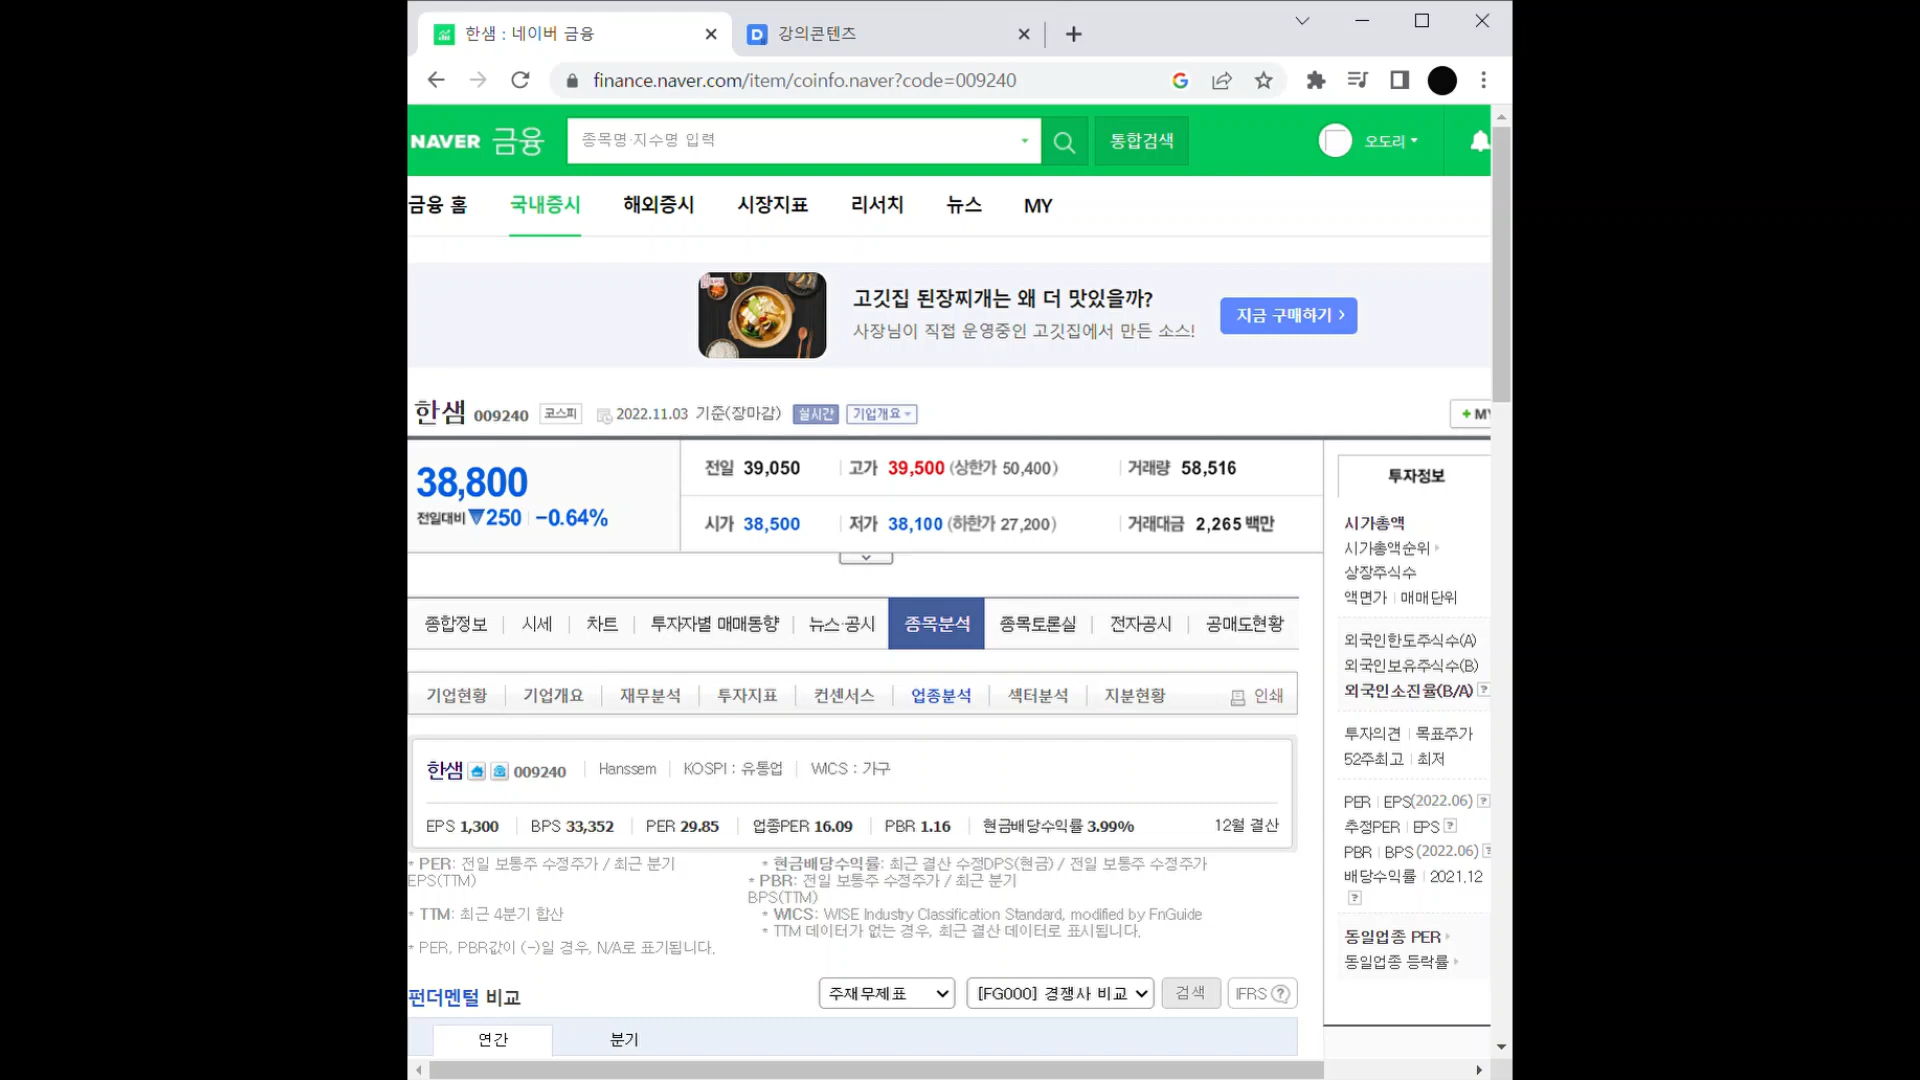 한샘 : 네이버 금융
강의콘텐츠
finance.naver.com/item/coinfo.naver?code=009240
NAVER 금융
종목명·지수명 입력
통합검색
오도리
금융 홈 국내증시 해외증시 시장지표 리서치 뉴스 MY
고깃집 된장찌개는 왜 더 맛있을까?
사장님이 직접 운영중인 고깃집에서 만든 소스!
지금 구매하기 >
한샘 009240 코스피 2022.11.03 기준(장마감) 실시간 기업개요
+ MY
38,800
전일대비 ▼250 -0.64%
전일 39,050 고가 39,500 (상한가 50,400) 거래량 58,516
시가 38,500 저가 38,100 (하한가 27,200) 거래대금 2,265 백만
종합정보 시세 차트 투자자별 매매동향 뉴스·공시 종목분석 종목토론실 전자공시 공매도현황
기업현황 기업개요 재무분석 투자지표 컨센서스 업종분석 섹터분석 지분현황 인쇄
한샘 009240 Hanssem KOSPI : 유통업 WICS : 가구
EPS 1,300 BPS 33,352 PER 29.85 업종PER 16.09 PBR 1.16 현금배당수익률 3.99% 12월 결산
* PER: 전일 보통주 수정주가 / 최근 분기
EPS(TTM)
* TTM: 최근 4분기 합산
* PER, PBR값이 (-)일 경우, N/A로 표기됩니다.
* 현금배당수익률: 최근 결산 수정DPS(현금) / 전일 보통주 수정주가
* PBR: 전일 보통주 수정주가 / 최근 분기
BPS(TTM)
* WICS: WISE Industry Classification Standard, modified by FnGuide
* TTM 데이터가 없는 경우, 최근 결산 데이터로 표시됩니다.
펀더멘털 비교
주재무제표 [FG000] 경쟁사 비교 검색 IFRS ?
연간 분기
투자정보
시가총액
시가총액순위
상장주식수
액면가 매매단위
외국인한도주식수(A)
외국인보유주식수(B)
외국인소진율(B/A) ?
투자의견 목표주가
52주최고 최저
PER EPS(2022.06) ?
추정PER EPS ?
PBR BPS (2022.06) ?
배당수익률 2021.12
?
동일업종 PER
동일업종 등락률